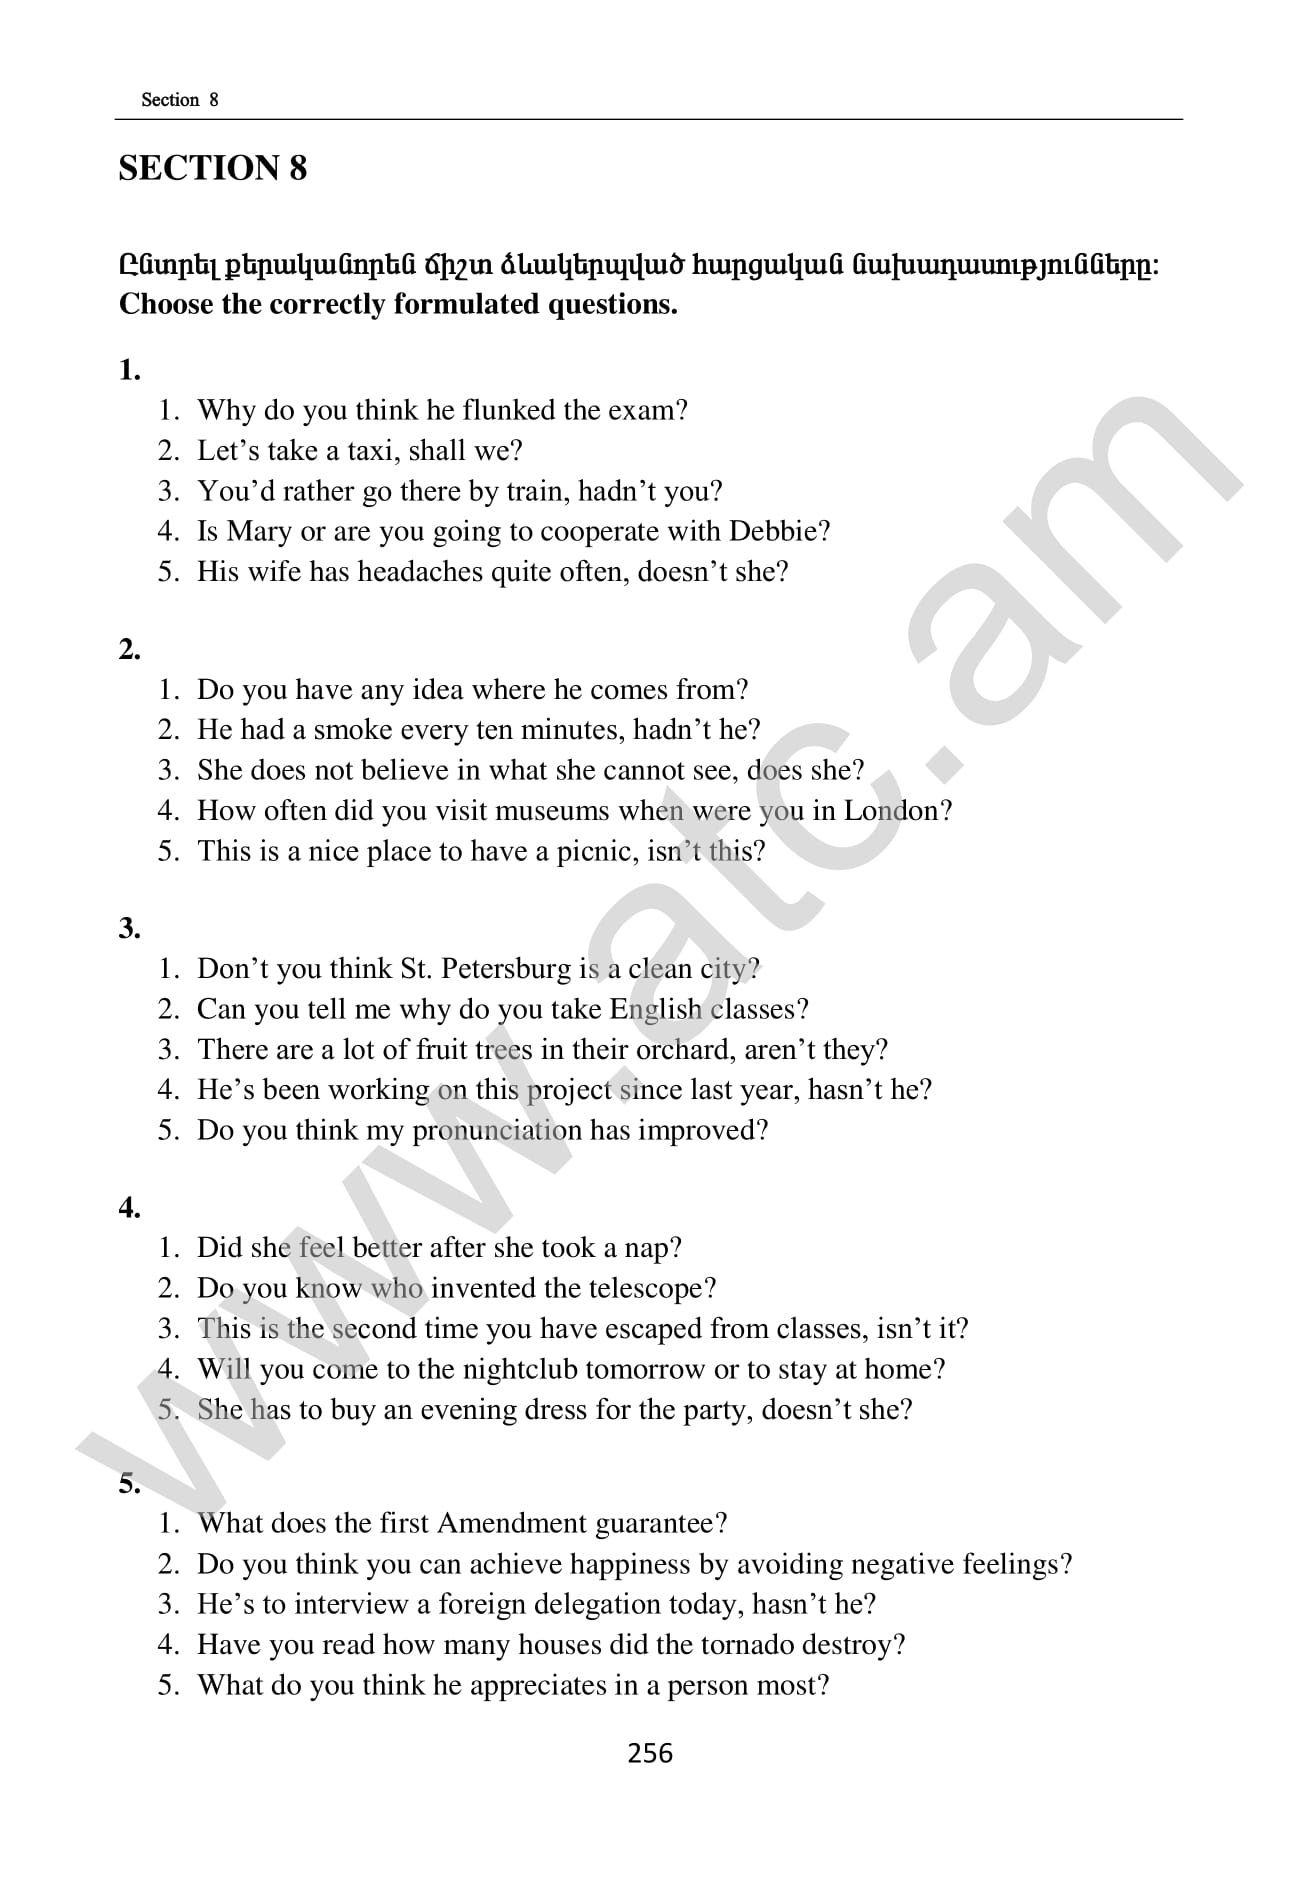 Section 8
SECTION 8
Ընտրել քերականորեն ճիշտ ձևակերպված հարցական նախադասությունները:
Choose the correctly formulated questions.
1.
1. Why do you think he flunked the exam?
2. Let’s take a taxi, shall we?
3. You’d rather go there by train, hadn’t you?
4. Is Mary or are you going to cooperate with Debbie?
5. His wife has headaches quite often, doesn’t she?
2.
1. Do you have any idea where he comes from?
2. He had a smoke every ten minutes, hadn’t he?
3. She does not believe in what she cannot see, does she?
4. How often did you visit museums when were you in London?
5. This is a nice place to have a picnic, isn’t this?
3.
1. Don’t you think St. Petersburg is a clean city?
2. Can you tell me why do you take English classes?
3. There are a lot of fruit trees in their orchard, aren’t they?
4. He’s been working on this project since last year, hasn’t he?
5. Do you think my pronunciation has improved?
4.
1. Did she feel better after she took a nap?
2. Do you know who invented the telescope?
3. This is the second time you have escaped from classes, isn’t it?
4. Will you come to the nightclub tomorrow or to stay at home?
5. She has to buy an evening dress for the party, doesn’t she?
5.
1. What does the first Amendment guarantee?
2. Do you think you can achieve happiness by avoiding negative feelings?
3. He’s to interview a foreign delegation today, hasn’t he?
4. Have you read how many houses did the tornado destroy?
5. What do you think he appreciates in a person most?
256
www.atc.am